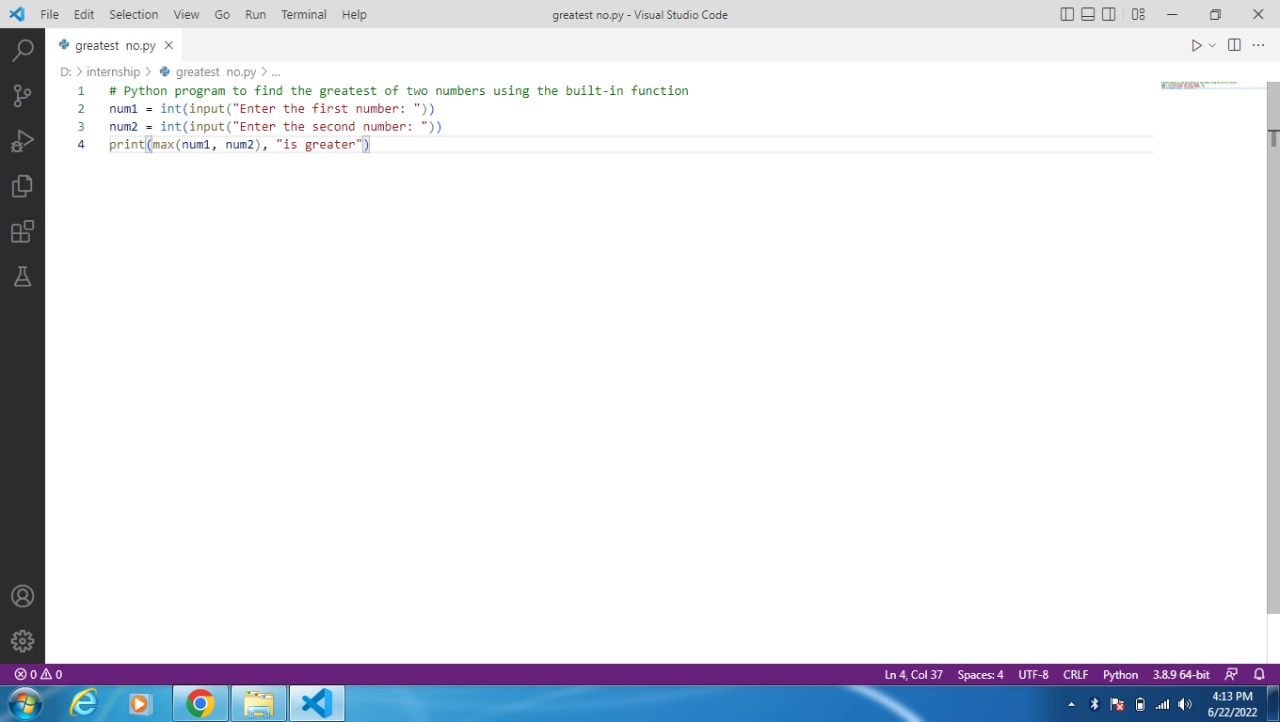 File Edit Selection View Go Run Terminal Help greatest no.py - Visual Studio Code
greatest no.py
D: > internship > greatest no.py > ...
1 # Python program to find the greatest of two numbers using the built-in function
2 num1 = int(input("Enter the first number: "))
3 num2 = int(input("Enter the second number: "))
4 print(max(num1, num2), "is greater")
0 0 Ln 4, Col 37 Spaces: 4 UTF-8 CRLF Python 3.8.9 64-bit
4:13 PM
6/22/2022